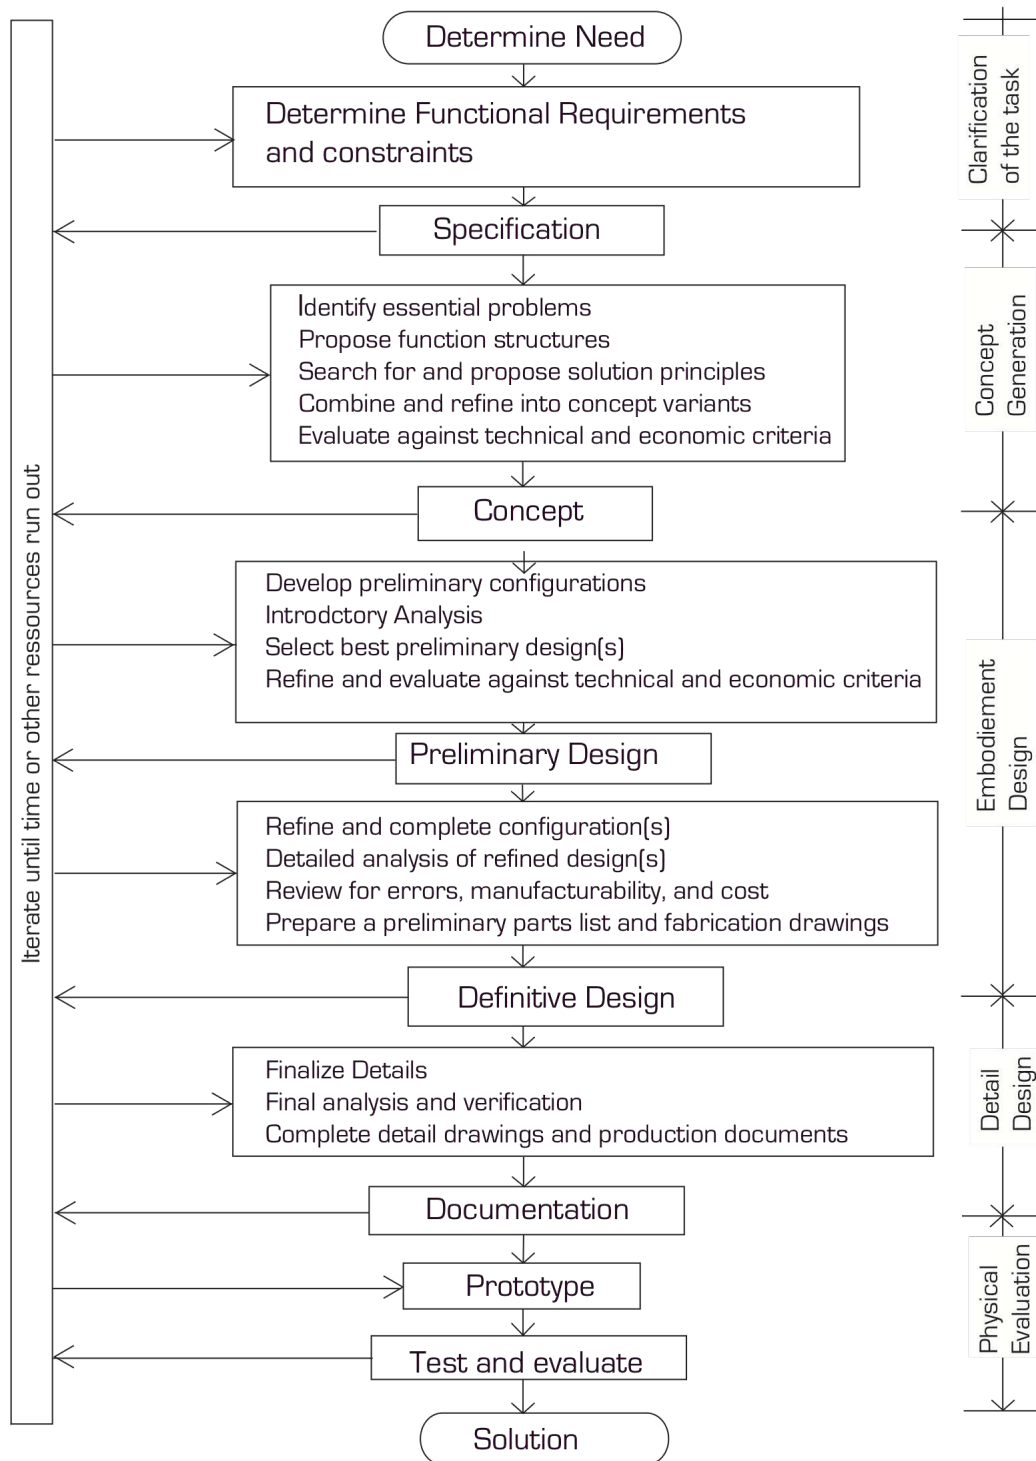 Determine Need
Determine Functional Requirements
and constraints
Specification
Identify essential problems
Propose function structures
Search for and propose solution principles
Combine and refine into concept variants
Evaluate against technical and economic criteria
Concept
Develop preliminary configurations
Introdctory Analysis
Select best preliminary design(s)
Refine and evaluate against technical and economic criteria
Preliminary Design
Refine and complete configuration(s)
Detailed analysis of refined design(s)
Review for errors, manufacturability, and cost
Prepare a preliminary parts list and fabrication drawings
Definitive Design
Finalize Details
Final analysis and verification
Complete detail drawings and production documents
Documentation
Prototype
Test and evaluate
Solution
Iterate until time or other ressources run out
Clarification
of the task
Concept
Generation
Embodiement
Design
Detail
Design
Physical
Evaluation